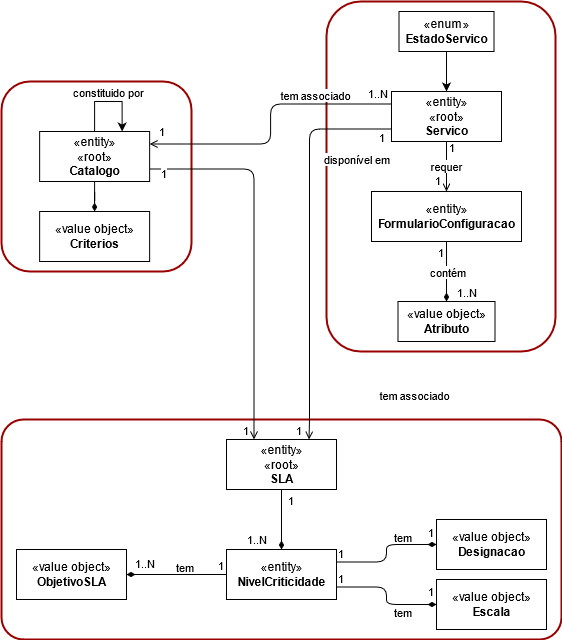 «enum»
EstadoServico
constituido por
tem associado
1..N
«entity»
«root»
Servico
1
«entity»
«root»
Catalogo
1
1
1
disponível em
requer
1
«entity»
FormularioConfiguracao
«value object»
Criterios
1
contém
1..N
«value object»
Atributo
tem associado
1
1
«entity»
«root»
SLA
1
1..N
«value object»
ObjetivoSLA
1..N
tem
1
«entity»
NivelCriticidade
1
tem
1
«value object»
Designacao
1
tem
1
«value object»
Escala